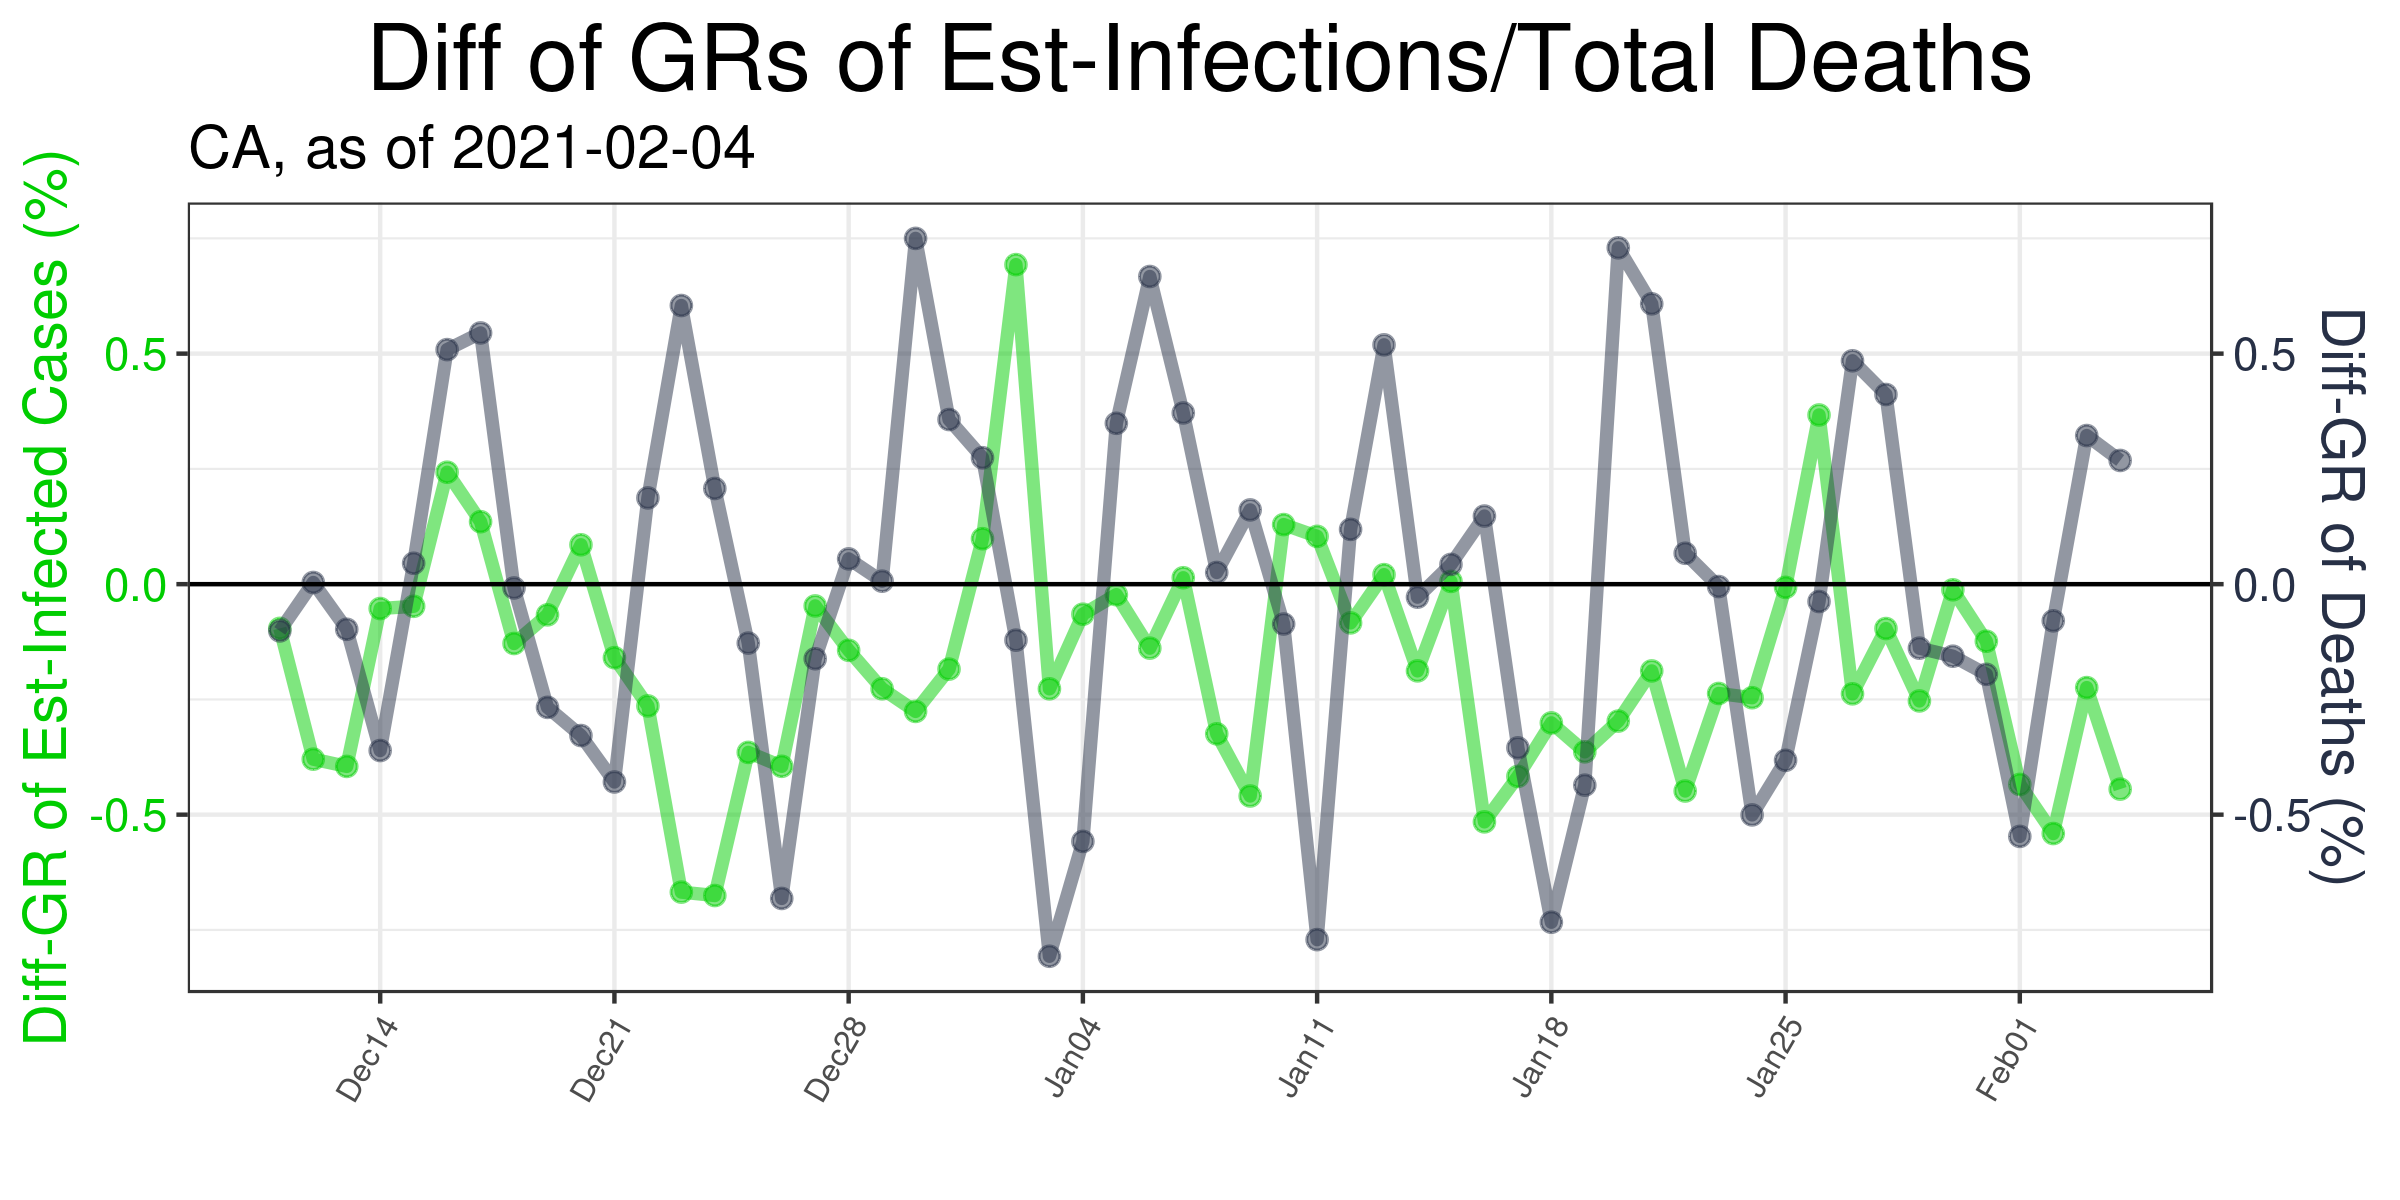 Diff of GRs of Est-Infections/Total Deaths
CA, as of 2021-02-04
Diff-GR of Est-Infected Cases (%)
0.5
0.0
-0.5
0.5
0.0
-0.5
Diff-GR of Deaths (%)
Dec14
Dec21
Dec28
Jan04
Jan11
Jan18
Jan25
Feb01